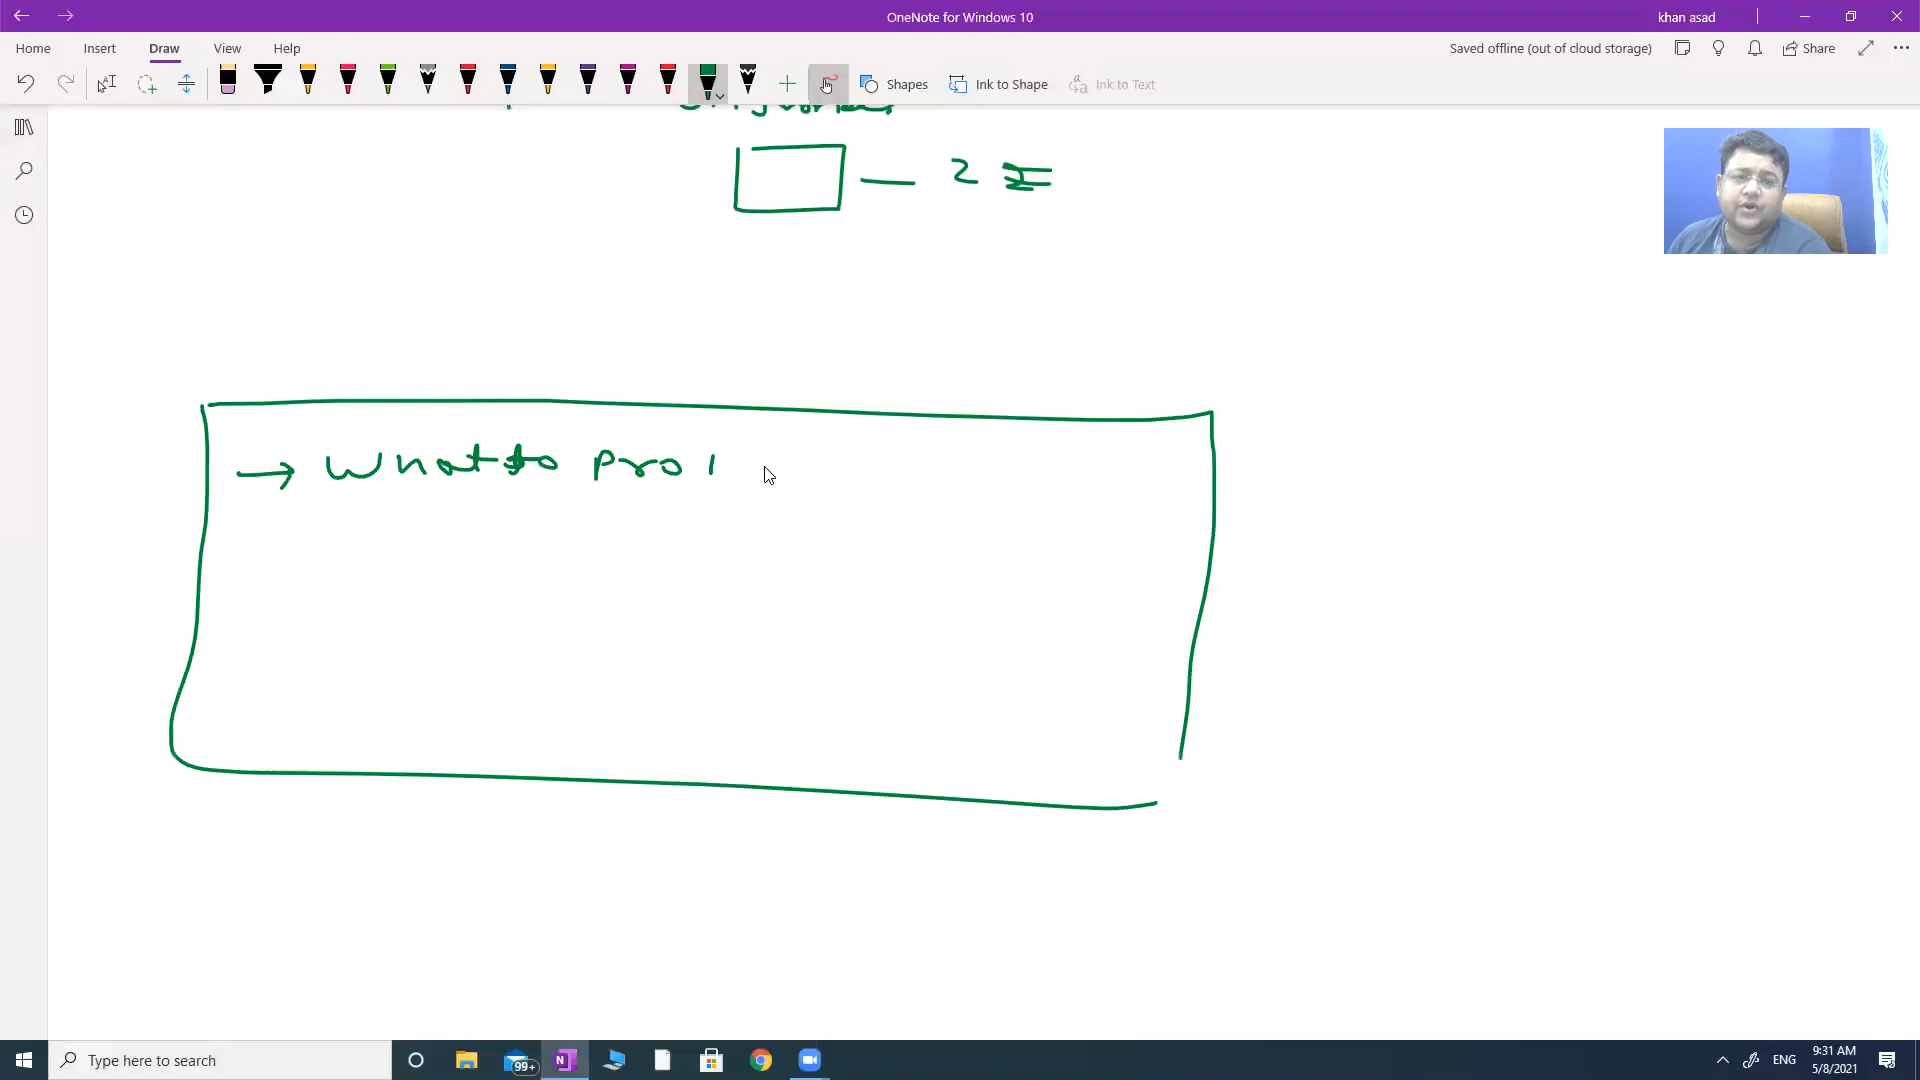 OneNote for Windows 10
khan asad
Home Insert Draw View Help
Saved offline (out of cloud storage)
Share
Shapes
Ink to Shape
Ink to Text
2
→ What to pro
Type here to search
99+
ENG
9:31 AM
5/8/2021